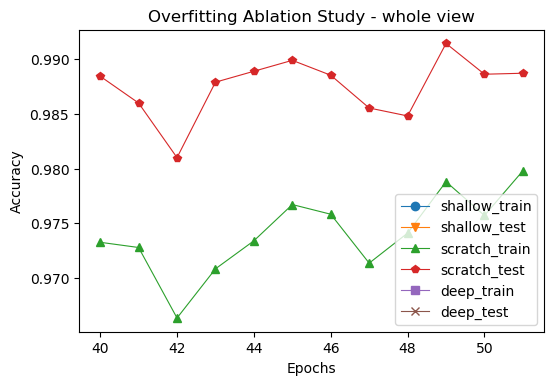 Overfitting Ablation Study - whole view
0.990
0.985
0.980
0.975
0.970
Accuracy
40
42
44
46
48
50
Epochs
shallow_train
shallow_test
scratch_train
scratch_test
deep_train
deep_test